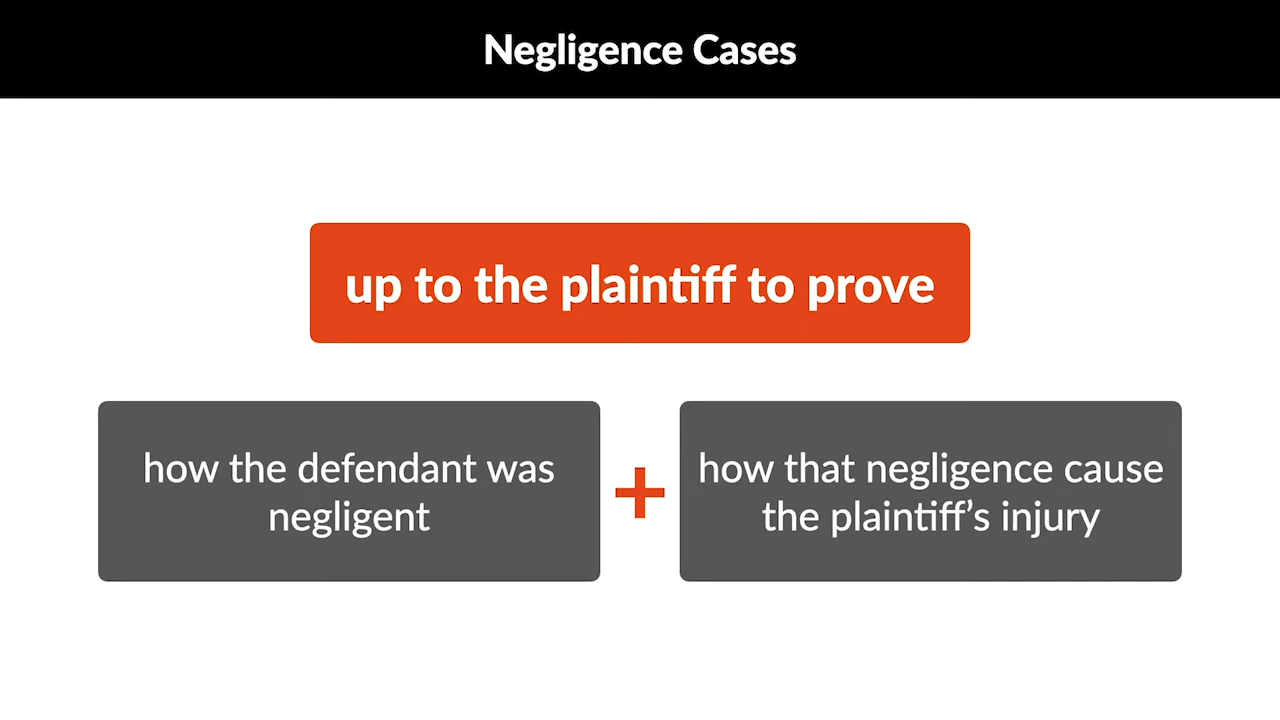 Negligence Cases
up to the plaintiff to prove
how the defendant was
negligent
+
how that negligence cause
the plaintiff’s injury